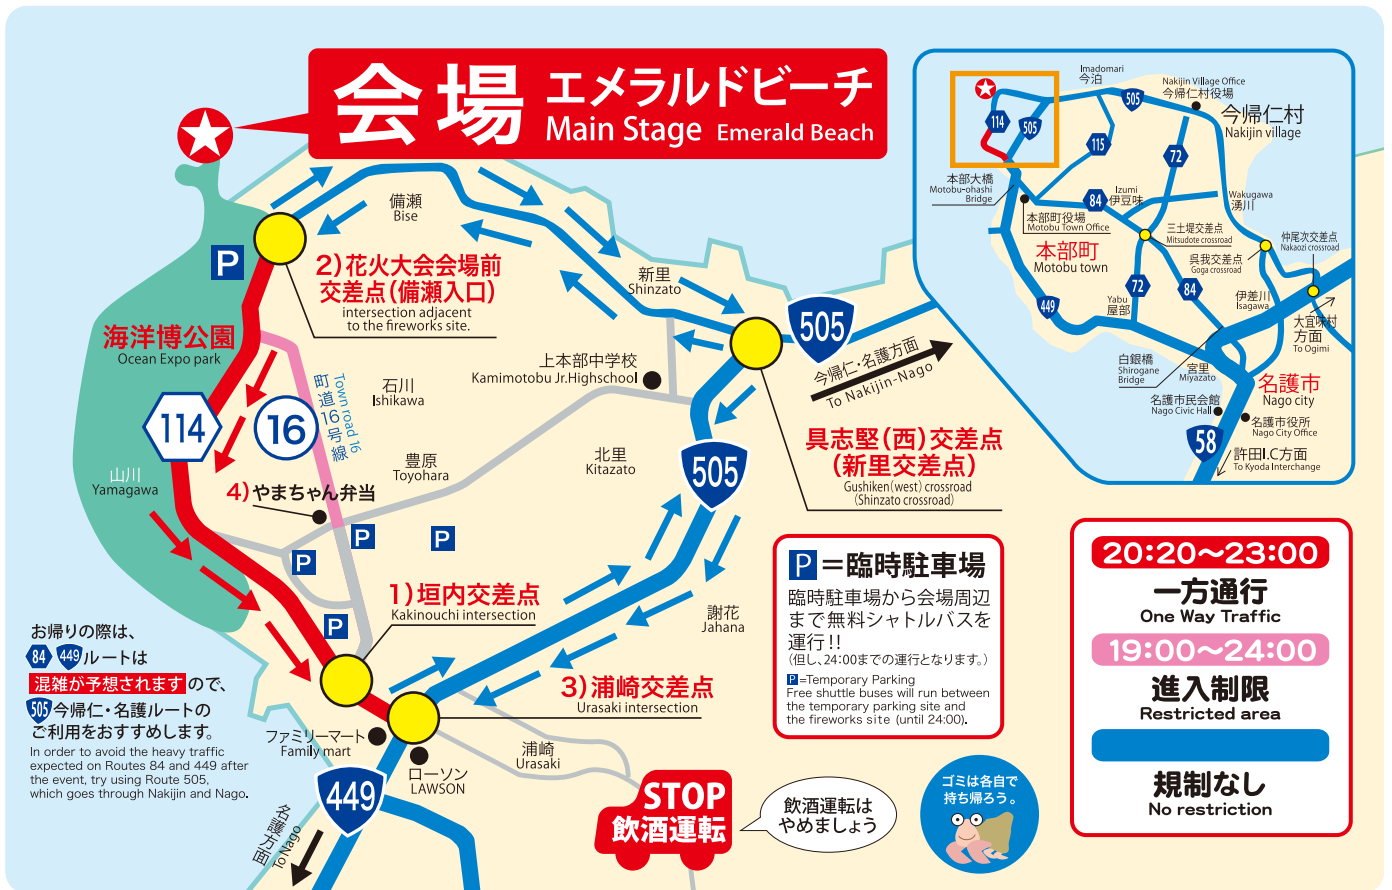 会場 エメラルドビーチ
Main Stage Emerald Beach
備瀬
Bise
P
2)花火大会会場前
交差点(備瀬入口)
intersection adjacent
to the fireworks site.
新里
Shinzato
海洋博公園
Ocean Expo park
505
上本部中学校
Kamimotobu Jr.Highschool
今帰仁・名護方面
To Nakijin-Nago
石川
Ishikawa
町道16号線
Town road 16
114
16
505
具志堅(西)交差点
(新里交差点)
Gushiken(west) crossroad
(Shinzato crossroad)
北里
Kitazato
豊原
Toyohara
山川
Yamagawa
4)やまちゃん弁当
P
P
P
P
1)垣内交差点
Kakinouchi intersection
謝花
Jahana
3)浦崎交差点
Urasaki intersection
ファミリーマート
Family mart
ローソン
LAWSON
浦崎
Urasaki
449
名護方面
To Nago
お帰りの際は、
84 449 ルートは
混雑が予想されますので、
505 今帰仁・名護ルートの
ご利用をおすすめします。
In order to avoid the heavy traffic
expected on Routes 84 and 449 after
the event, try using Route 505,
which goes through Nakijin and Nago.
P=臨時駐車場
臨時駐車場から会場周辺
まで無料シャトルバスを
運行!!
(但し、24:00までの運行となります。)
P=Temporary Parking
Free shuttle buses will run between
the temporary parking site and
the fireworks site (until 24:00).
STOP
飲酒運転
飲酒運転は
やめましょう
ゴミは各自で
持ち帰ろう。
20:20〜23:00
一方通行
One Way Traffic
19:00〜24:00
進入制限
Restricted area
規制なし
No restriction
Imadomari
今泊
Nakijin Village Office
今帰仁村役場
505
今帰仁村
Nakijin village
114
505
115
72
本部大橋
Motobu-ohashi
Bridge
Izumi
伊豆味
84
Wakugawa
湧川
本部町役場
Motobu Town Office
三土堤交差点
Mitsudote crossroad
仲尾次交差点
Nakaozi crossroad
本部町
Motobu town
呉我交差点
Goga crossroad
72
84
449
Yabu
屋部
伊差川
Isagawa
大宜味村
方面
To Ogimi
白銀橋
Shirogane
Bridge
宮里
Miyazato
名護市
Nago city
名護市民会館
Nago Civic Hall
名護市役所
Nago City Office
58
許田I.C方面
To Kyoda Interchange